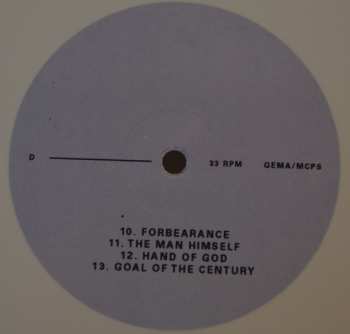 D
33 RPM
GEMA/MCPS
10. FORBEARANCE
11. THE MAN HIMSELF
12. HAND OF GOD
13. GOAL OF THE CENTURY